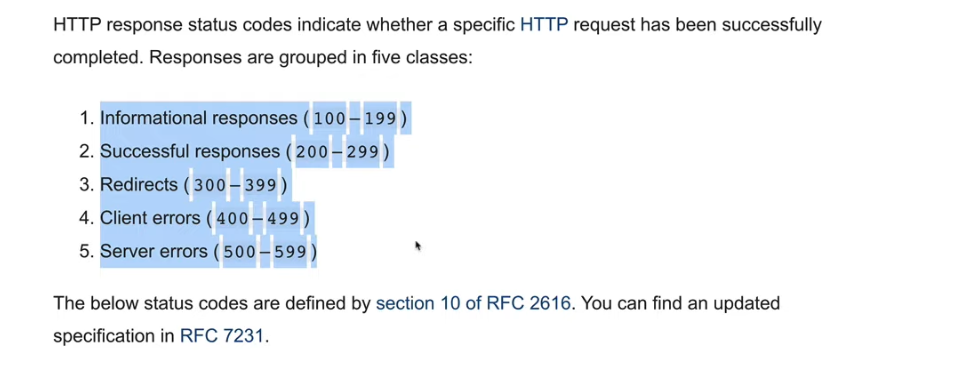 HTTP response status codes indicate whether a specific HTTP request has been successfully
completed. Responses are grouped in five classes:
1. Informational responses (100–199)
2. Successful responses (200–299)
3. Redirects (300–399)
4. Client errors (400–499)
5. Server errors (500–599)
The below status codes are defined by section 10 of RFC 2616. You can find an updated
specification in RFC 7231.